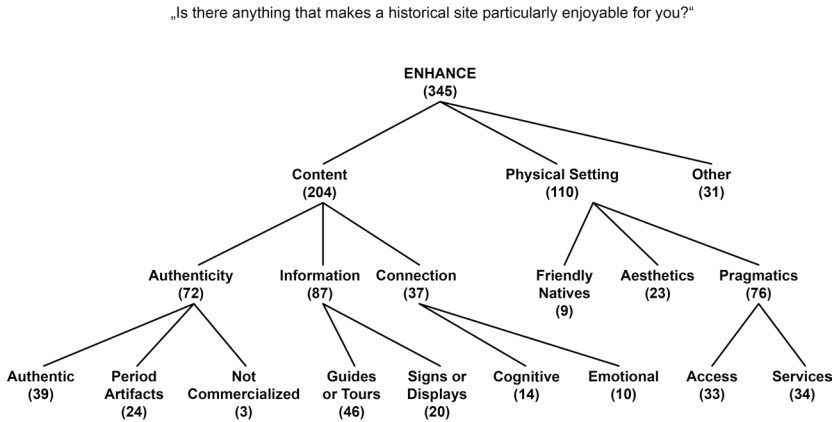 „Is there anything that makes a historical site particularly enjoyable for you?“
ENHANCE
(345)
Content
(204)
Physical Setting
(110)
Other
(31)
Authenticity
(72)
Information
(87)
Connection
(37)
Friendly
Natives
(9)
Aesthetics
(23)
Pragmatics
(76)
Authentic
(39)
Period
Artifacts
(24)
Not
Commercialized
(3)
Guides
or Tours
(46)
Signs or
Displays
(20)
Cognitive
(14)
Emotional
(10)
Access
(33)
Services
(34)